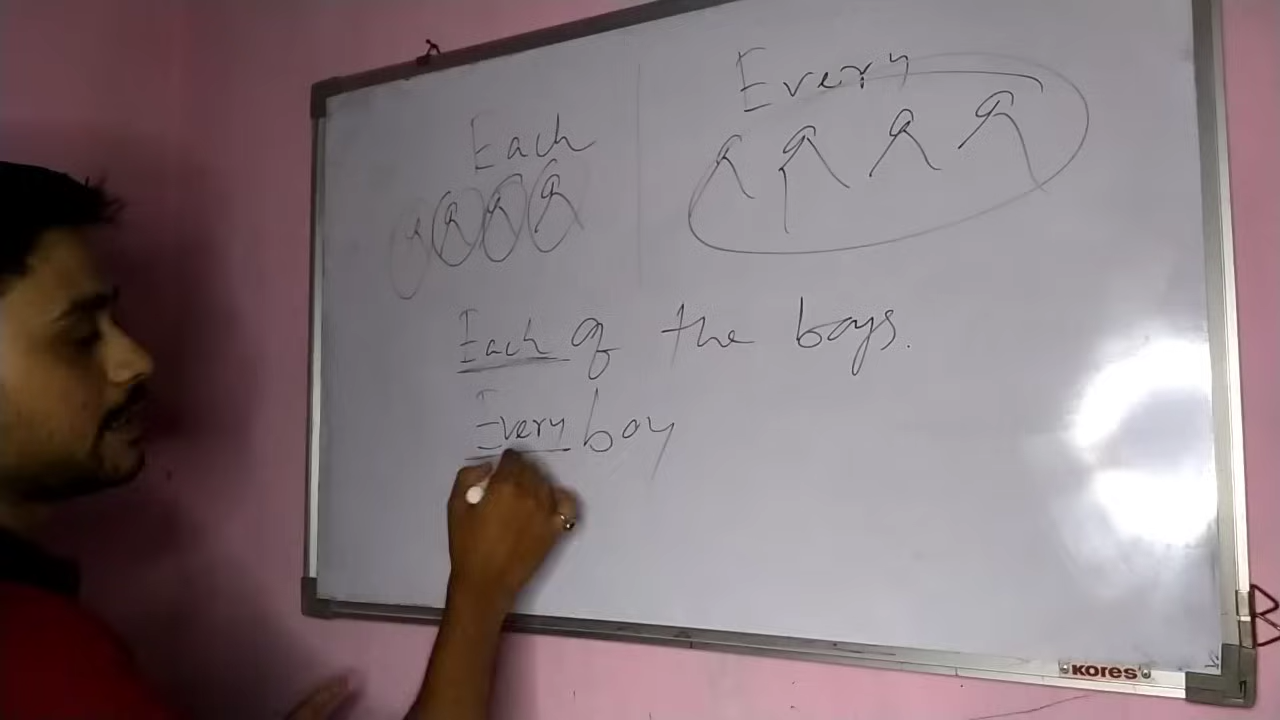 Each
Every
Each of the boys.
Every boy
KORES